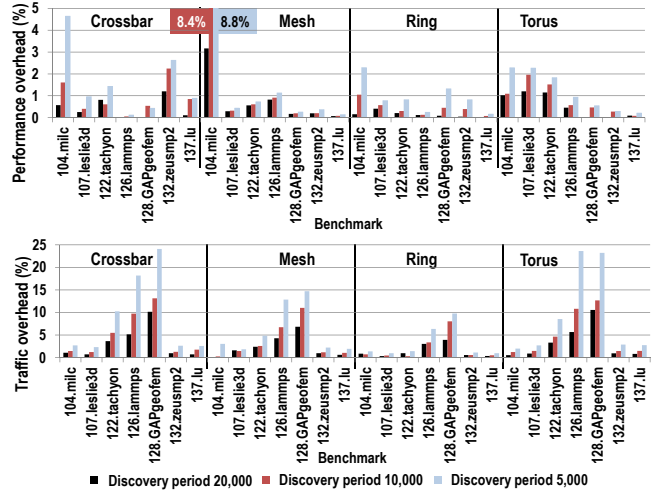 Performance overhead (%)
5
4
3
2
1
0
Crossbar
8.4%
8.8%
Mesh
Ring
Torus
104.milc
107.leslie3d
122.tachyon
126.lammps
128.GAPgeofem
132.zeusmp2
137.lu
104.milc
107.leslie3d
122.tachyon
126.lammps
128.GAPgeofem
132.zeusmp2
137.lu
104.milc
107.leslie3d
122.tachyon
126.lammps
128.GAPgeofem
132.zeusmp2
137.lu
104.milc
107.leslie3d
122.tachyon
126.lammps
128.GAPgeofem
132.zeusmp2
137.lu
Benchmark
Traffic overhead (%)
25
20
15
10
5
0
Crossbar
Mesh
Ring
Torus
104.milc
107.leslie3d
122.tachyon
126.lammps
128.GAPgeofem
132.zeusmp2
137.lu
104.milc
107.leslie3d
122.tachyon
126.lammps
128.GAPgeofem
132.zeusmp2
137.lu
104.milc
107.leslie3d
122.tachyon
126.lammps
128.GAPgeofem
132.zeusmp2
137.lu
104.milc
107.leslie3d
122.tachyon
126.lammps
128.GAPgeofem
132.zeusmp2
137.lu
Benchmark
Discovery period 20,000
Discovery period 10,000
Discovery period 5,000